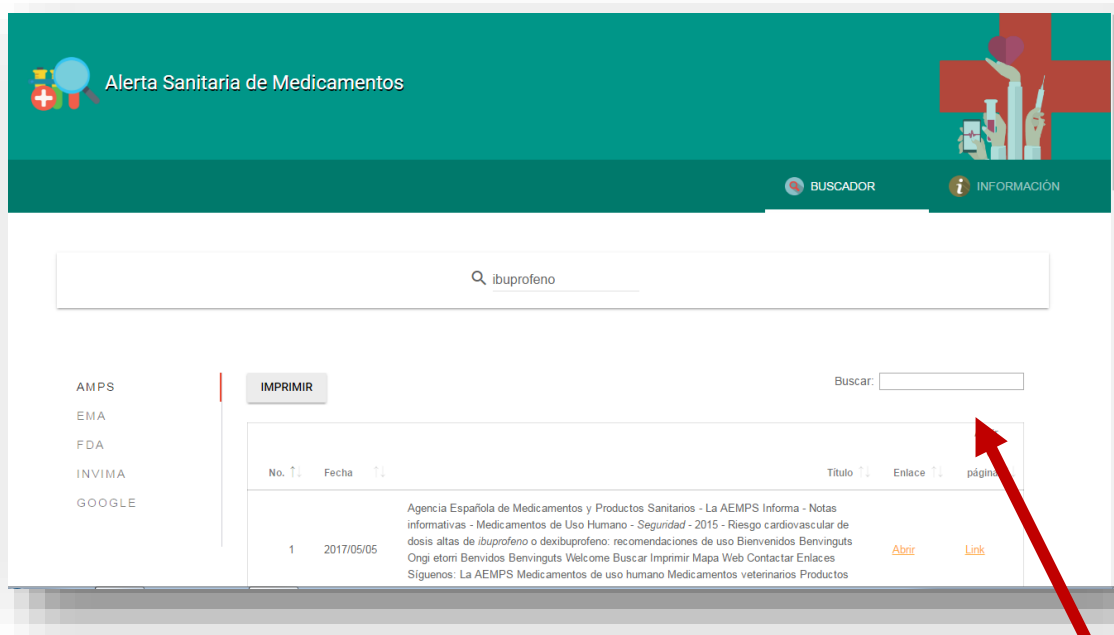 Alerta Sanitaria de Medicamentos
BUSCADOR
INFORMACIÓN
ibuprofeno
AMPS
EMA
FDA
INVIMA
GOOGLE
IMPRIMIR
Buscar:
No. Fecha Título Enlace página
1 2017/05/05
Agencia Española de Medicamentos y Productos Sanitarios - La AEMPS Informa - Notas
informativas - Medicamentos de Uso Humano - Seguridad - 2015 - Riesgo cardiovascular de
dosis altas de ibuprofeno o dexibuprofeno: recomendaciones de uso Bienvenidos Benvinguts
Ongi etorri Benvidos Benvinguts Welcome Buscar Imprimir Mapa Web Contactar Enlaces
Síguenos: La AEMPS Medicamentos de uso humano Medicamentos veterinarios Productos
Abrir
Link